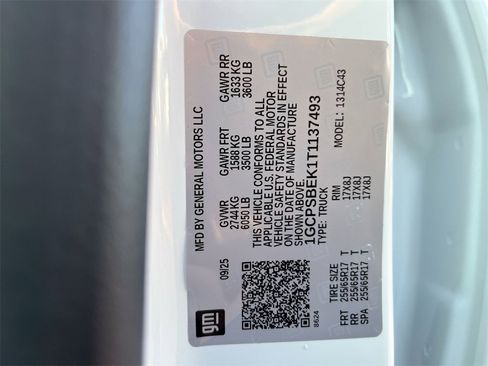 MFD BY GENERAL MOTORS LLC
09/25
GVWR GAWR FRT GAWR RR
2744 KG 1588 KG 1633 KG
6050 LB 3500 LB 3600 LB
THIS VEHICLE CONFORMS TO ALL
APPLICABLE U.S. FEDERAL MOTOR
VEHICLE SAFETY STANDARDS IN EFFECT
ON THE DATE OF MANUFACTURE
SHOWN ABOVE.
1GCPSBEK1T1137493
TYPE: TRUCK MODEL: 1314C43
TIRE SIZE RIM
FRT 255/65R17 T 17X8J
RR 255/65R17 T 17X8J
SPA 255/65R17 T 17X8J
gm
8624